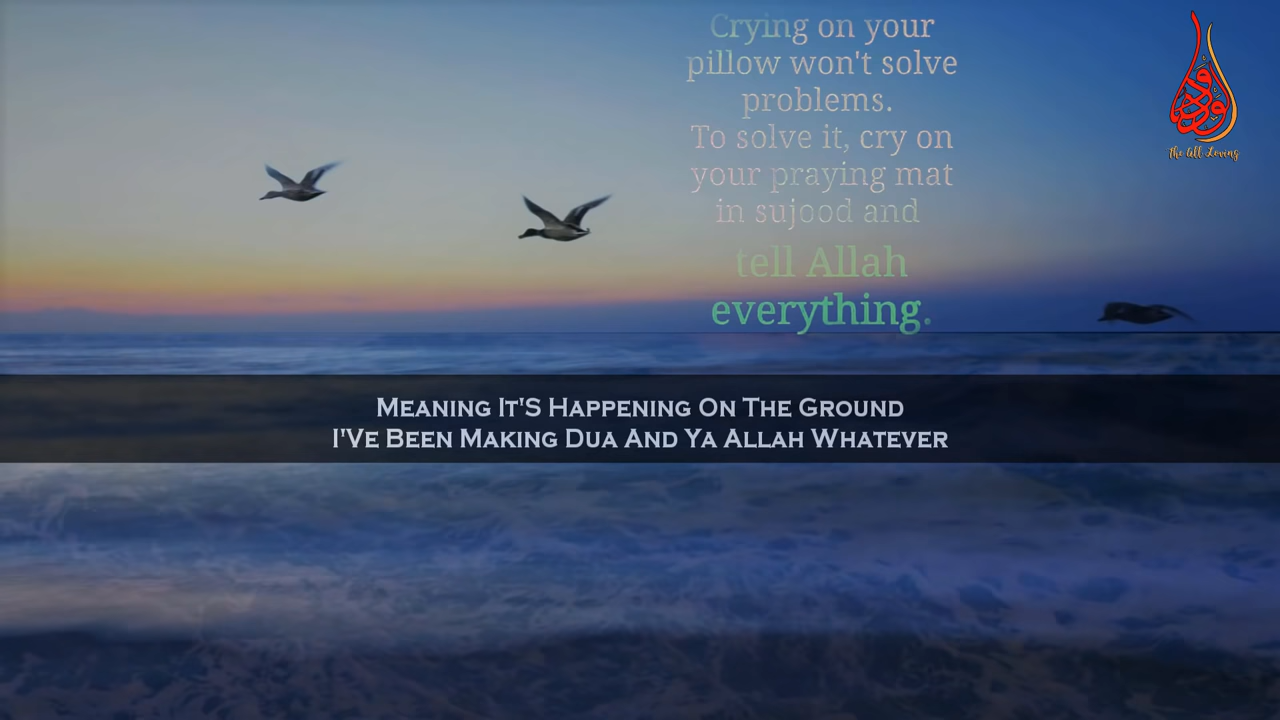 Crying on your
pillow won't solve
problems.
To solve it, cry on
your praying mat
in sujood and
tell Allah
everything.
The All Loving
MEANING IT'S HAPPENING ON THE GROUND
I'VE BEEN MAKING DUA AND YA ALLAH WHATEVER